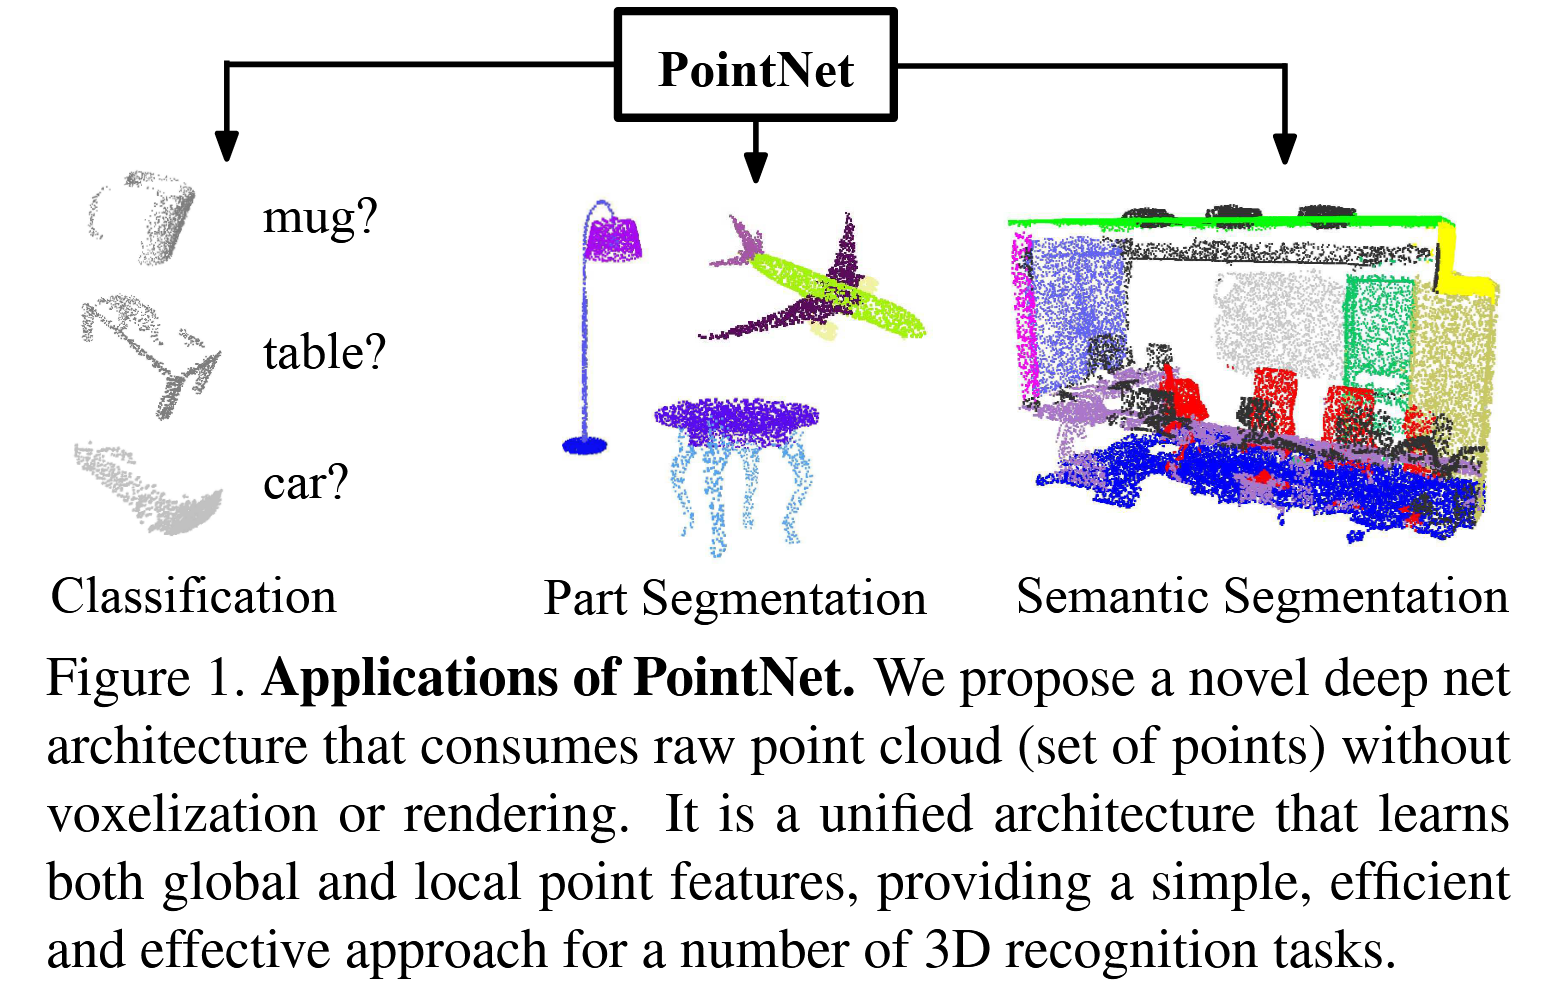 PointNet
mug?
table?
car?
Classification
Part Segmentation
Semantic Segmentation
Figure 1. Applications of PointNet. We propose a novel deep net
architecture that consumes raw point cloud (set of points) without
voxelization or rendering. It is a unified architecture that learns
both global and local point features, providing a simple, efficient
and effective approach for a number of 3D recognition tasks.